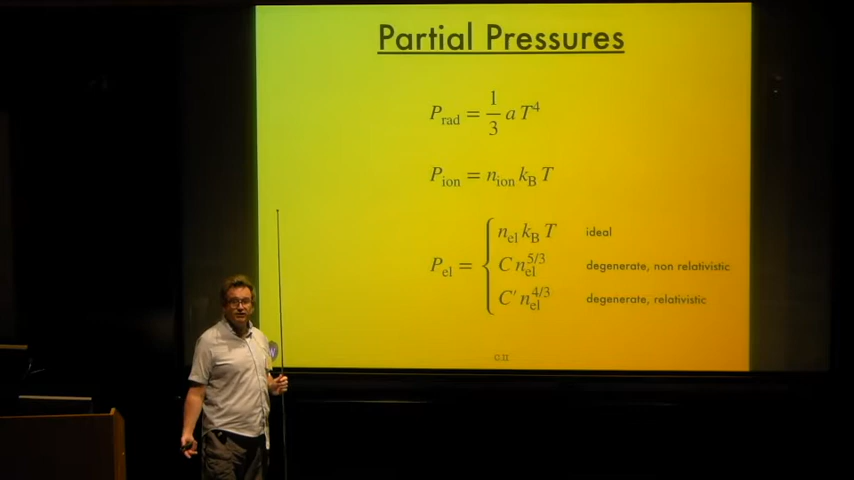 Partial Pressures
P_rad = 1/3 a T^4
P_ion = n_ion k_B T
P_el = { n_el k_B T ideal
C n_el^5/3 degenerate, non relativistic
C′ n_el^4/3 degenerate, relativistic